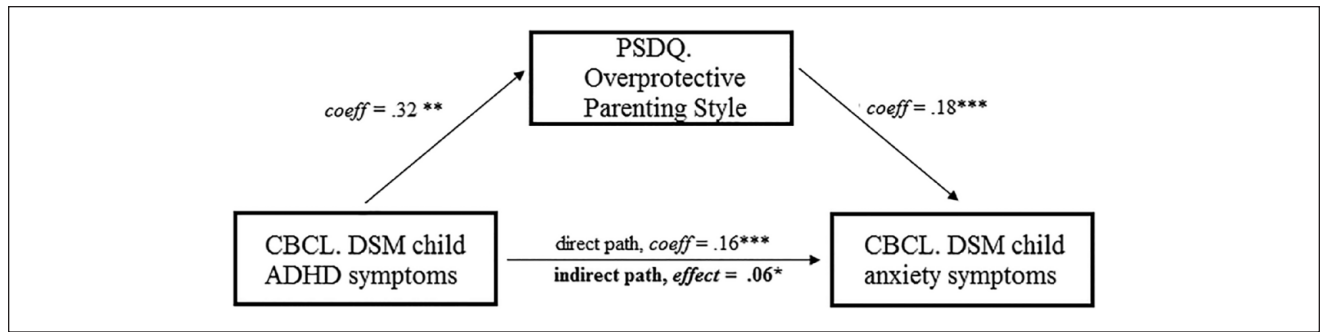 PSDQ.
Overprotective
Parenting Style
coeff = .32 **
coeff = .18***
CBCL. DSM child
ADHD symptoms
direct path, coeff = .16***
indirect path, effect = .06*
CBCL. DSM child
anxiety symptoms